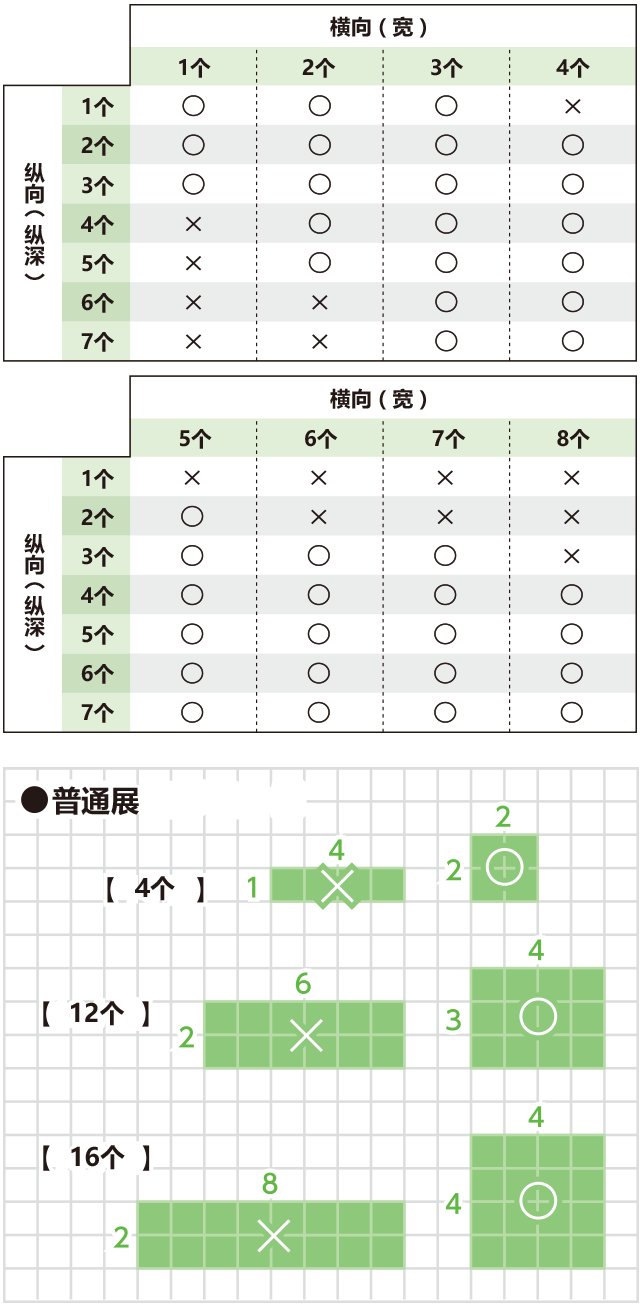 横向（宽）
1个 2个 3个 4个
纵向（纵深）
1个 ○ ○ ○ ×
2个 ○ ○ ○ ○
3个 ○ ○ ○ ○
4个 × ○ ○ ○
5个 × ○ ○ ○
6个 × × ○ ○
7个 × × ○ ○
横向（宽）
5个 6个 7个 8个
纵向（纵深）
1个 × × × ×
2个 ○ × × ×
3个 ○ ○ ○ ×
4个 ○ ○ ○ ○
5个 ○ ○ ○ ○
6个 ○ ○ ○ ○
7个 ○ ○ ○ ○
●普通展
【 4个 】 1 4 × 2 2 ○
【 12个 】 2 6 × 3 4 ○
【 16个 】 2 8 × 4 4 ○